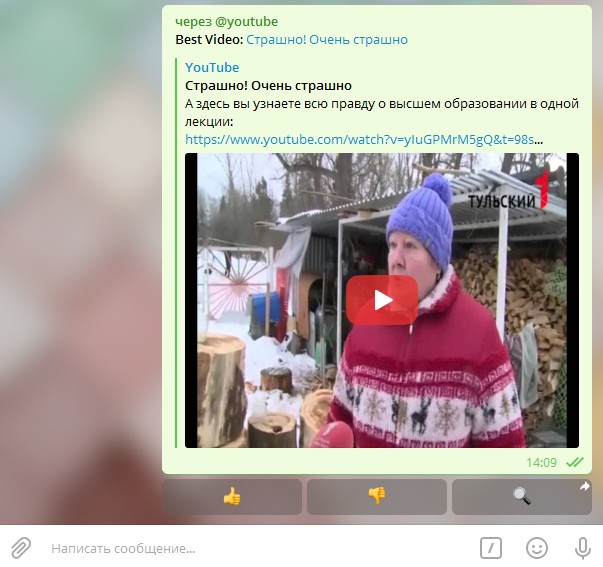 через @youtube
Best Video: Страшно! Очень страшно
YouTube
Страшно! Очень страшно
А здесь вы узнаете всю правду о высшем образовании в одной
лекции:
https://www.youtube.com/watch?v=yIuGPMrM5gQ&t=98s...
ТУЛЬСКИЙ 1
14:09
Написать сообщение...